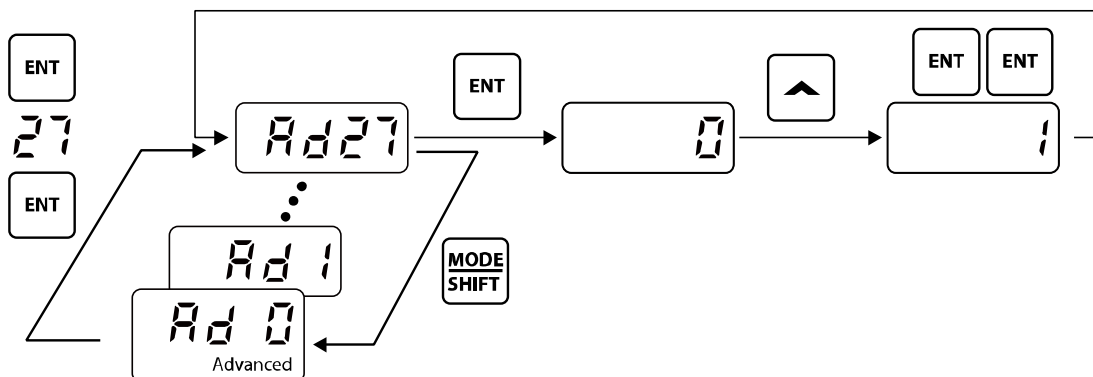 ENT
27
ENT
Ad27
ENT
0
ENT ENT
1
Ad 1
Ad 0
Advanced
MODE
SHIFT